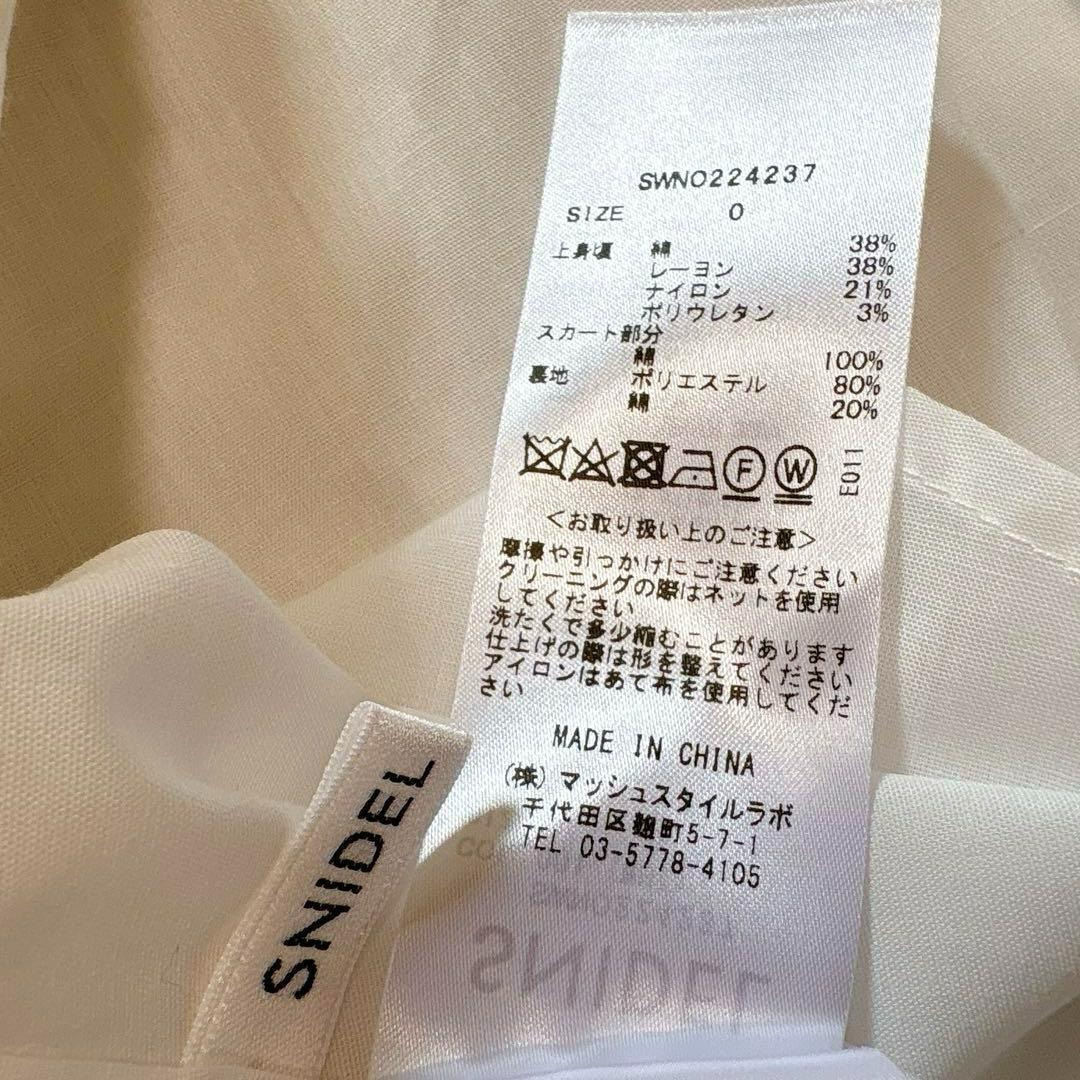 SWNO224237
SIZE 0
上身頃 綿 38%
レーヨン 38%
ナイロン 21%
ポリウレタン 3%
スカート部分
綿 100%
裏地 ポリエステル 80%
綿 20%
F W E011
<お取り扱い上のご注意>
摩擦や引っかけにご注意ください
クリーニングの際はネットを使用
してください
洗たくで多少縮むことがあります
仕上げの際は形を整えてください
アイロンはあて布を使用してくだ
さい
MADE IN CHINA
(株)マッシュスタイルラボ
千代田区麹町5-7-1
TEL 03-5778-4105
SWNO224237
SNIDEL
SNIDEL